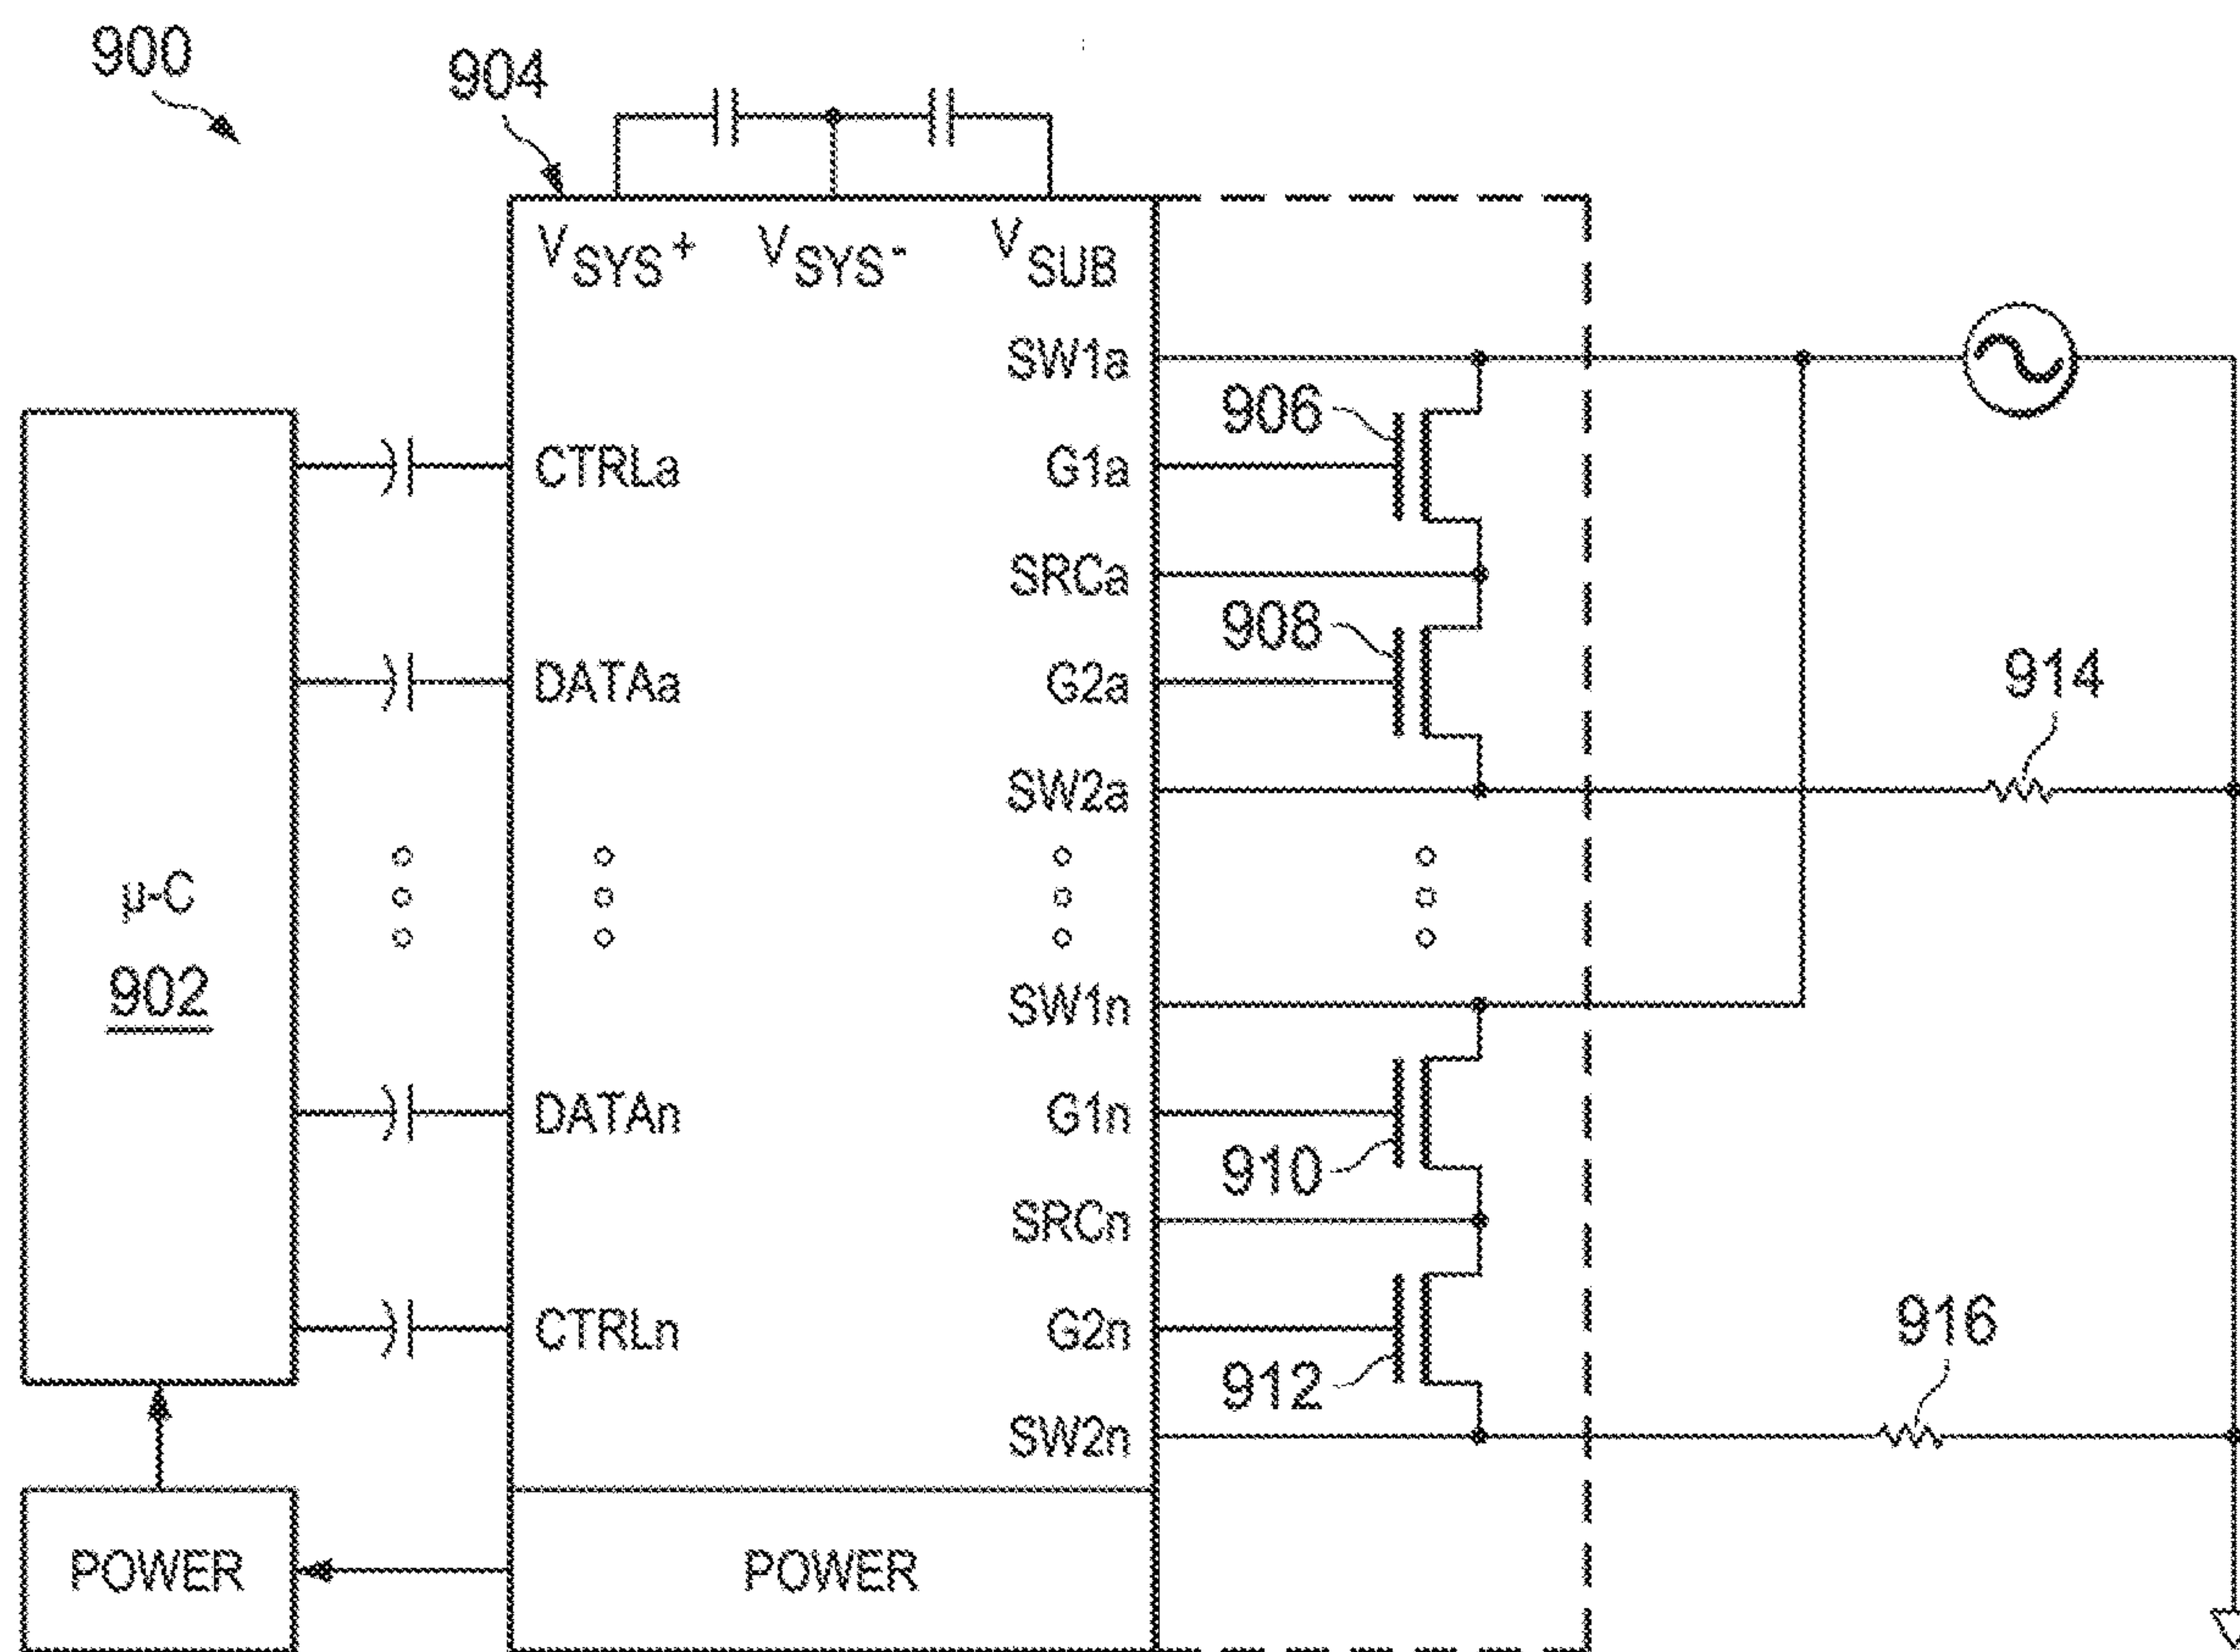 900
904
VSYS+ VSYS- VSUB
SW1a
906
CTRLa
G1a
SRCa
908
DATAa
G2a
914
SW2a
µ-C
902
SW1n
DATAn
G1n
910
SRCn
CTRLn
G2n
916
912
SW2n
POWER
POWER